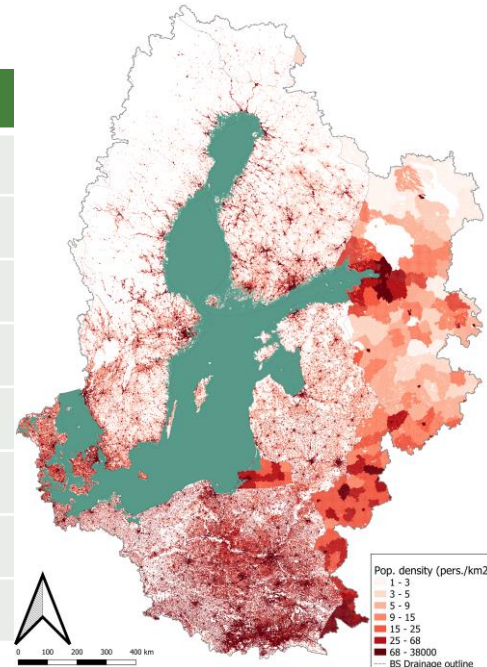 Pop. density (pers./km2
1 - 3
3 - 5
5 - 9
9 - 15
15 - 25
25 - 68
68 - 38000
BS Drainage outline
0 100 200 300 400 km